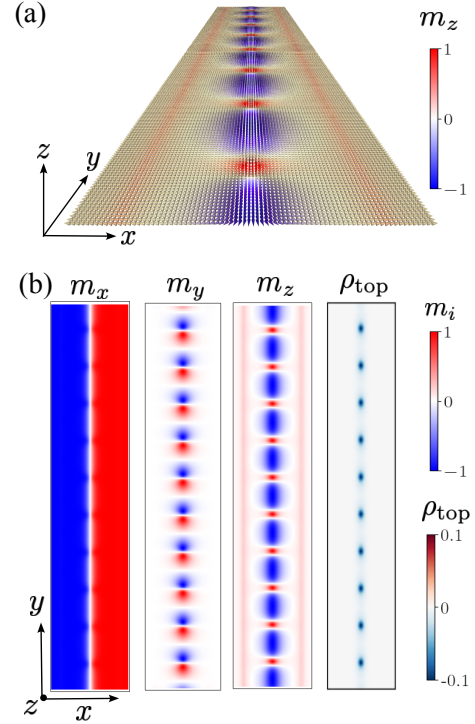 (a)
m_z
1
0
−1
z
y
x
(b)
m_x m_y m_z ρ_top
m_i
1
0
−1
ρ_top
0.1
0
-0.1
y
x
z